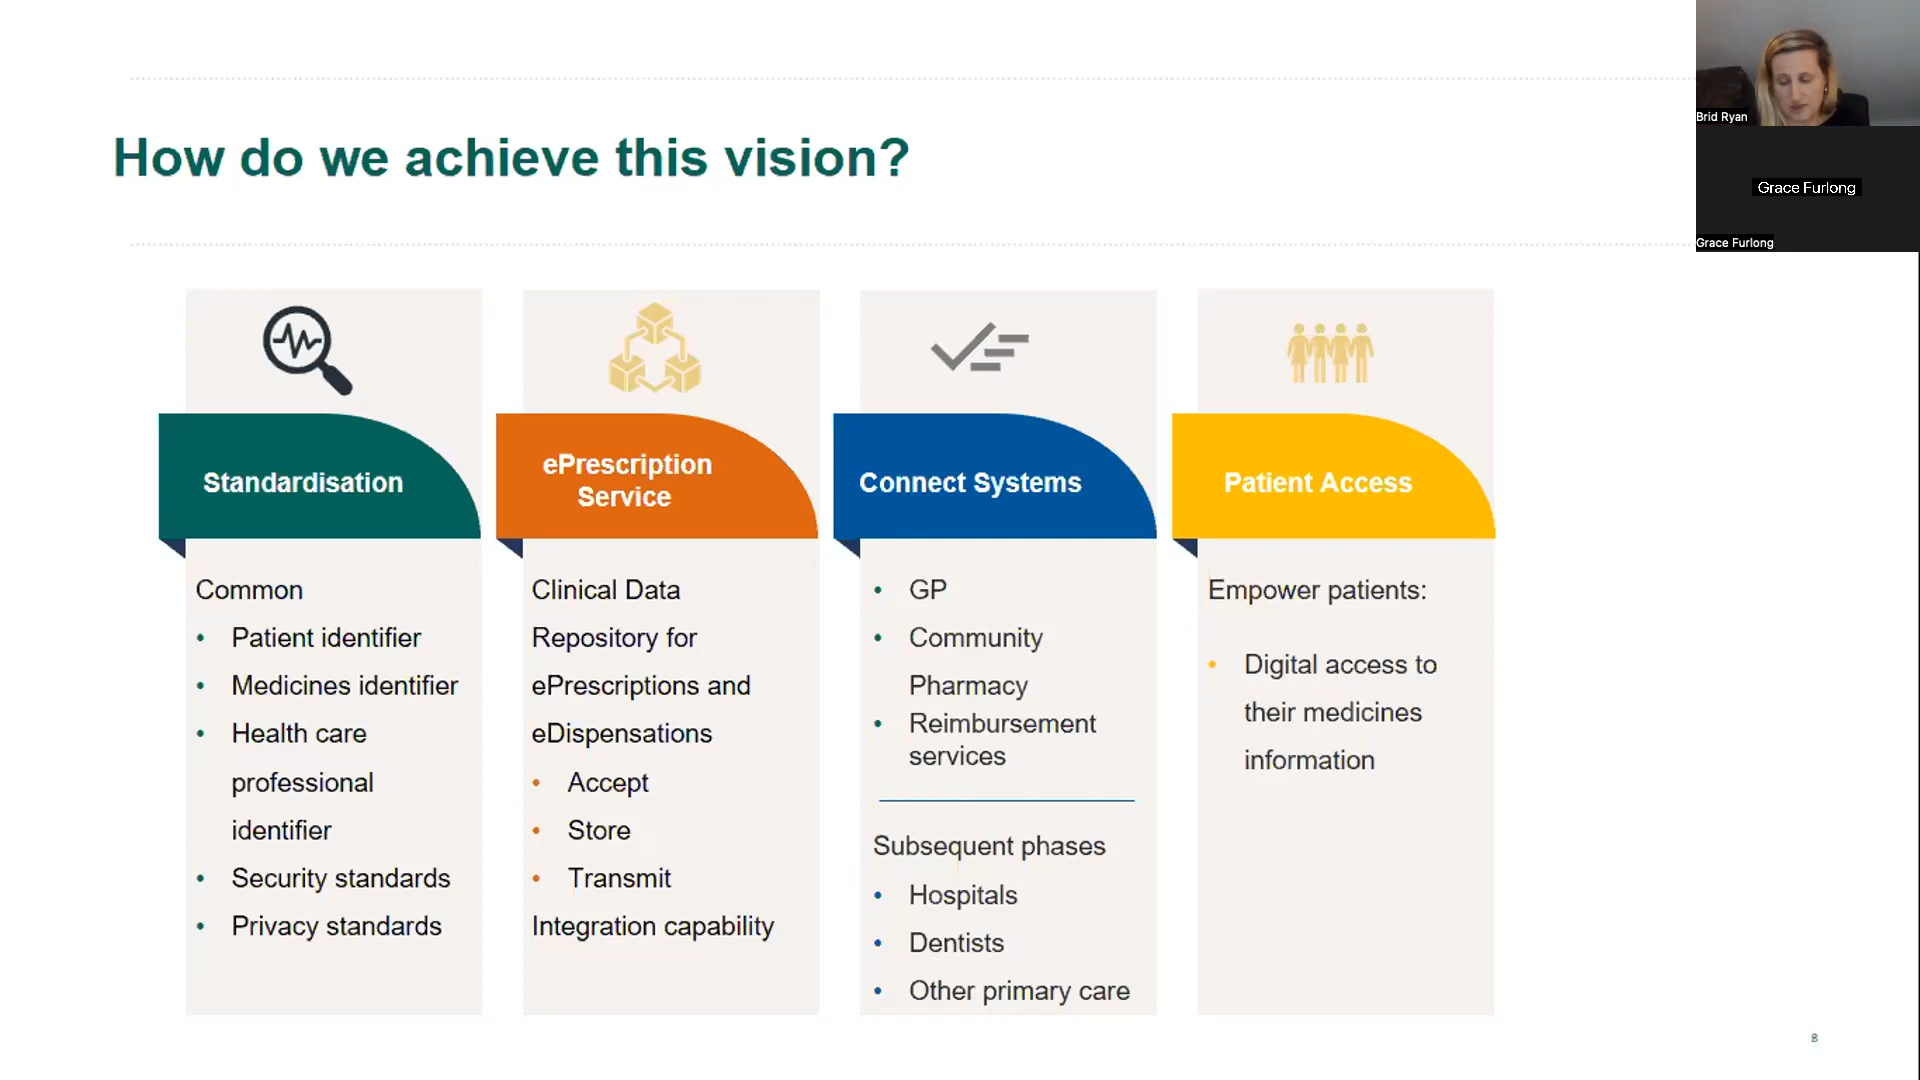 How do we achieve this vision?
Brid Ryan
Grace Furlong
Grace Furlong
Standardisation
Common
• Patient identifier
• Medicines identifier
• Health care
professional
identifier
• Security standards
• Privacy standards
ePrescription
Service
Clinical Data
Repository for
ePrescriptions and
eDispensations
• Accept
• Store
• Transmit
Integration capability
Connect Systems
• GP
• Community
Pharmacy
• Reimbursement
services
Subsequent phases
• Hospitals
• Dentists
• Other primary care
Patient Access
Empower patients:
• Digital access to
their medicines
information
8